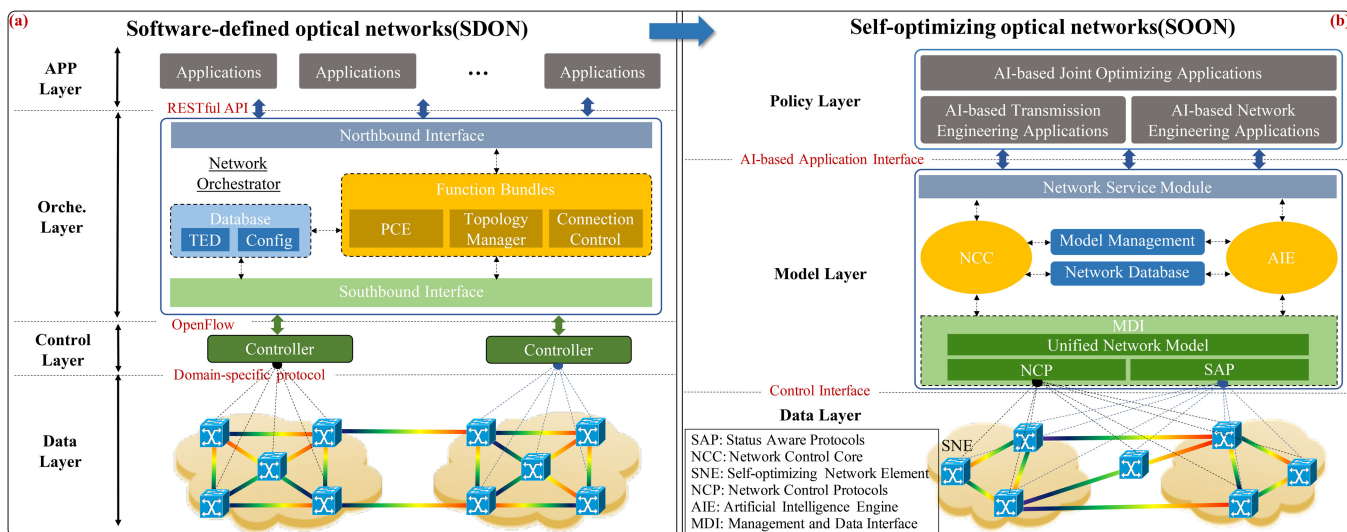 (a)
Software-defined optical networks(SDON)
APP
Layer
Applications
Applications
...
Applications
RESTful API
Orche.
Layer
Northbound Interface
Network
Orchestrator
Database
TED
Config
Function Bundles
PCE
Topology
Manager
Connection
Control
Southbound Interface
OpenFlow
Control
Layer
Controller
Controller
Domain-specific protocol
Data
Layer
Self-optimizing optical networks(SOON)
(b)
Policy Layer
AI-based Joint Optimizing Applications
AI-based Transmission
Engineering Applications
AI-based Network
Engineering Applications
AI-based Application Interface
Model Layer
Network Service Module
NCC
Model Management
Network Database
AIE
MDI
Unified Network Model
NCP
SAP
Control Interface
Data Layer
SNE
SAP: Status Aware Protocols
NCC: Network Control Core
SNE: Self-optimizing Network Element
NCP: Network Control Protocols
AIE: Artificial Intelligence Engine
MDI: Management and Data Interface